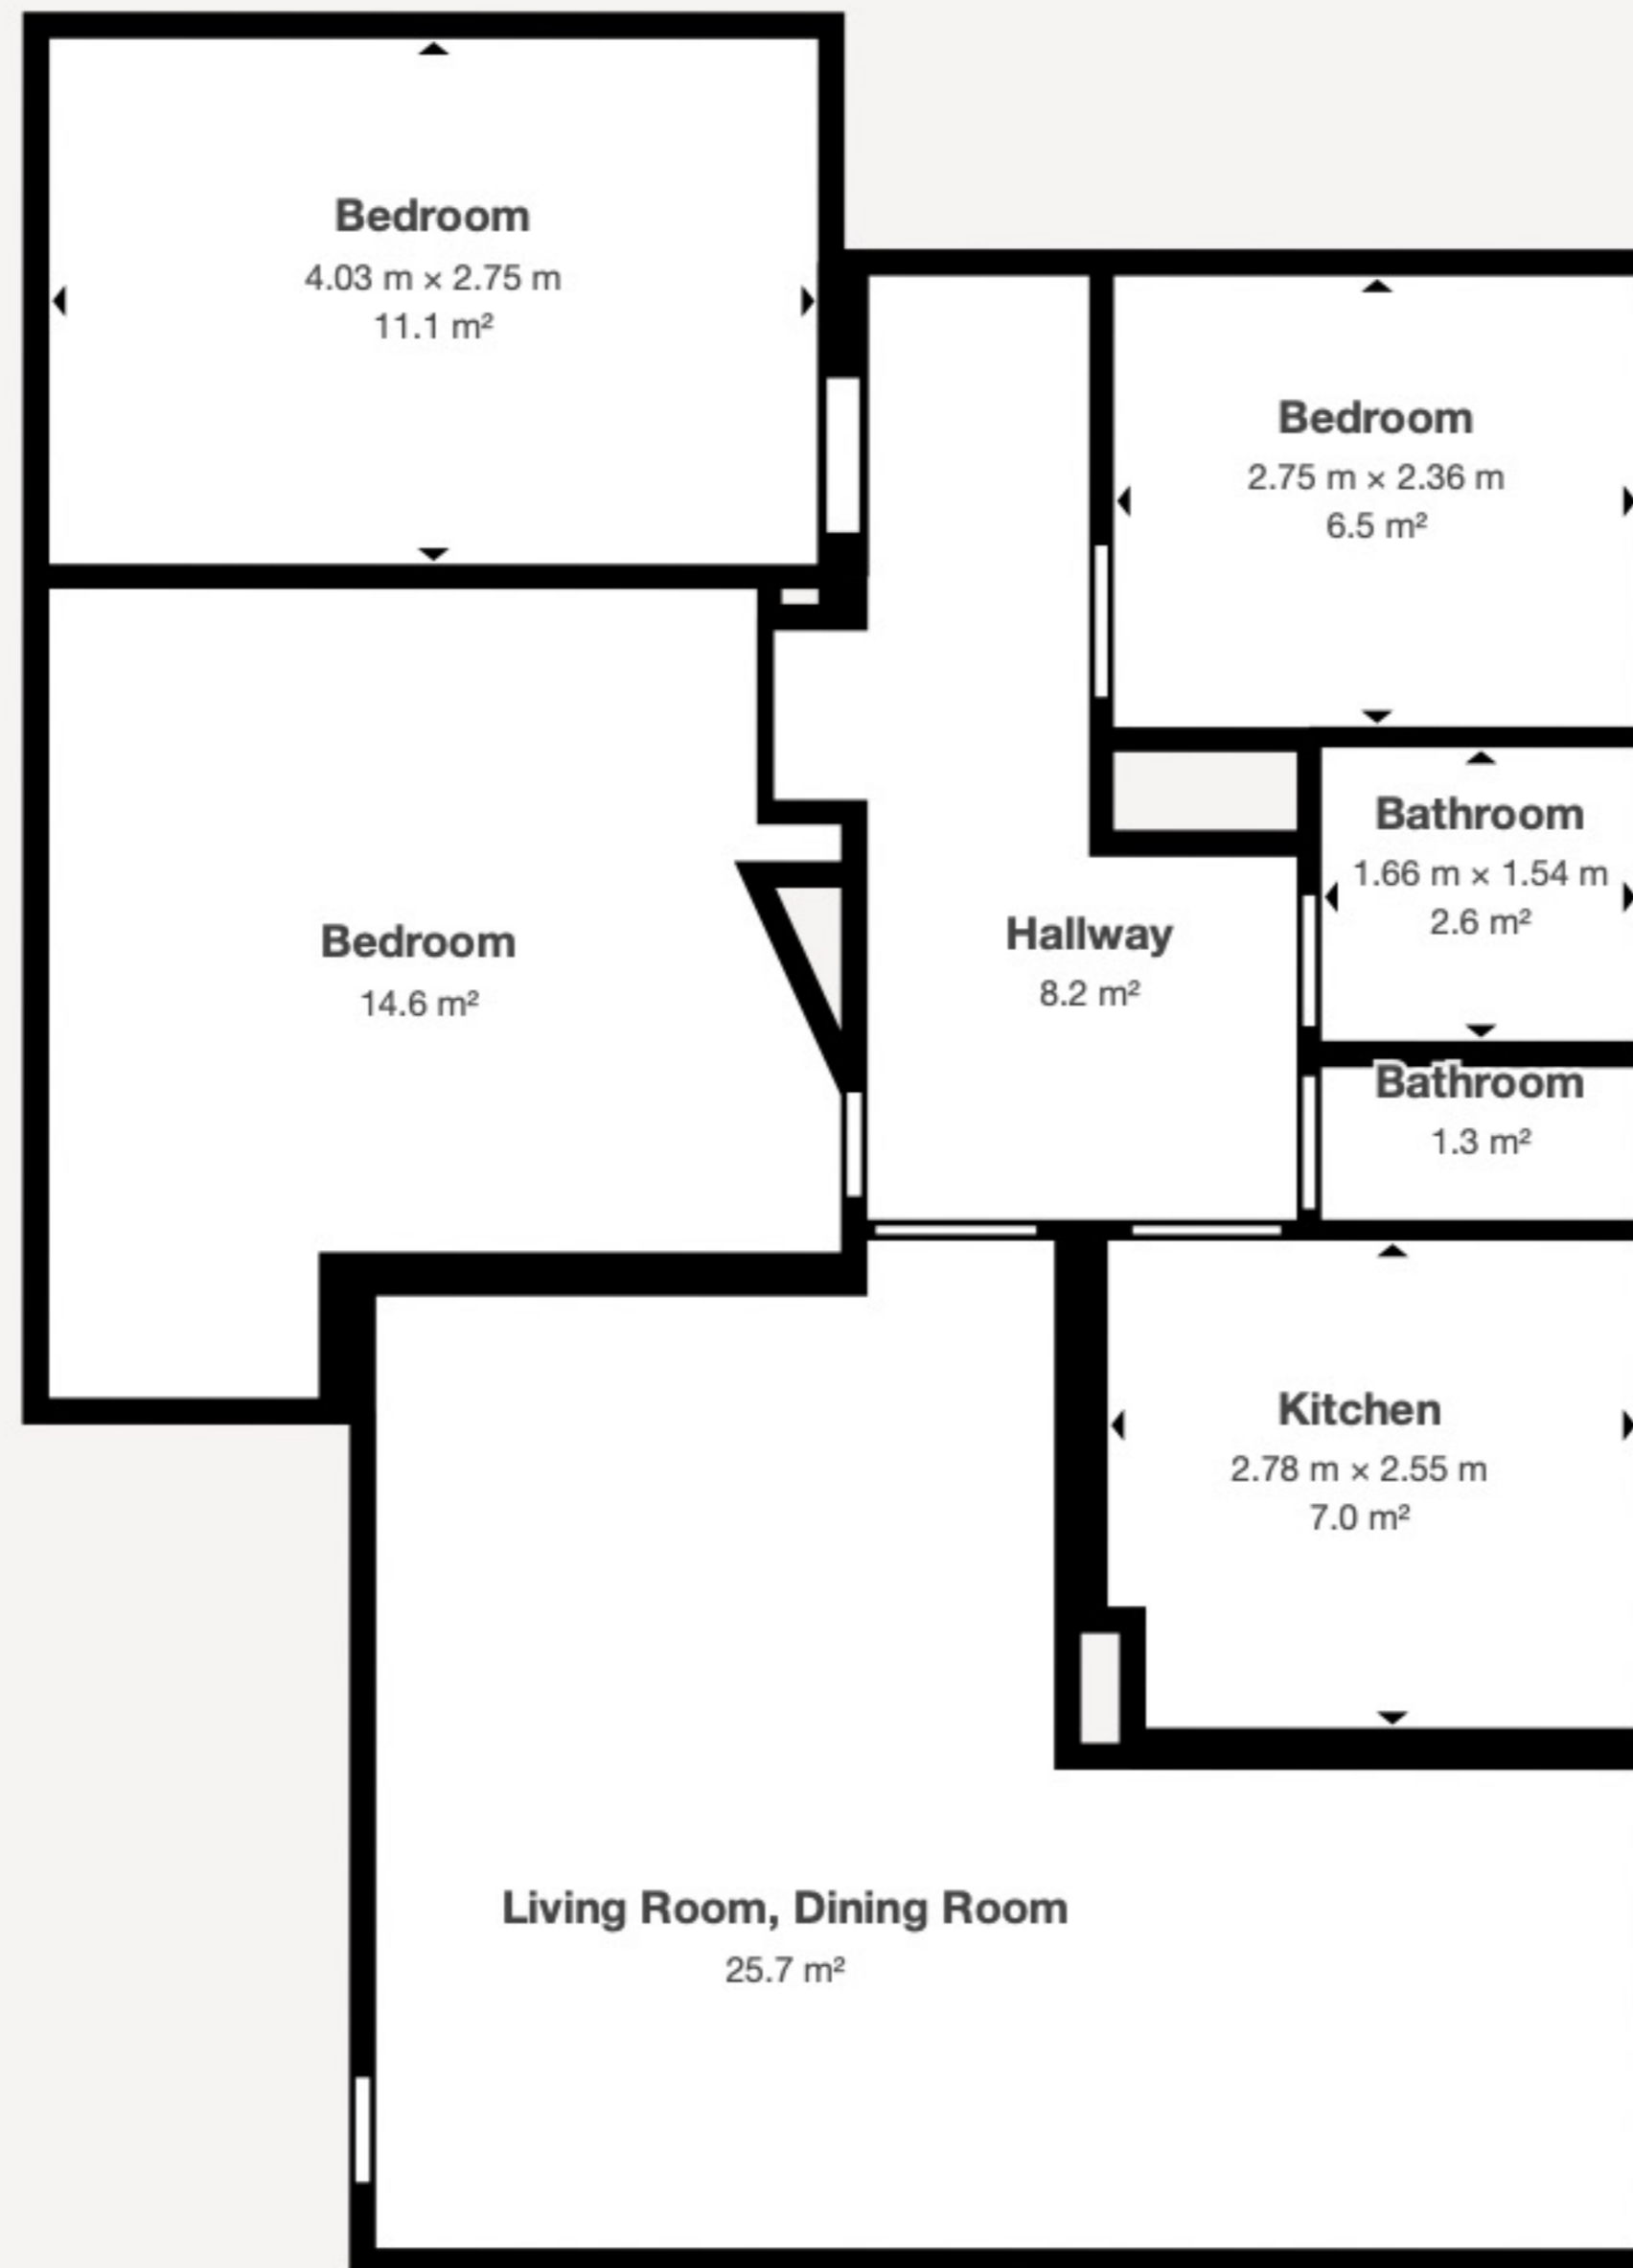 Bedroom
4.03 m × 2.75 m
11.1 m²
Bedroom
2.75 m × 2.36 m
6.5 m²
Bathroom
1.66 m × 1.54 m
2.6 m²
Bedroom
14.6 m²
Hallway
8.2 m²
Bathroom
1.3 m²
Kitchen
2.78 m × 2.55 m
7.0 m²
Living Room, Dining Room
25.7 m²